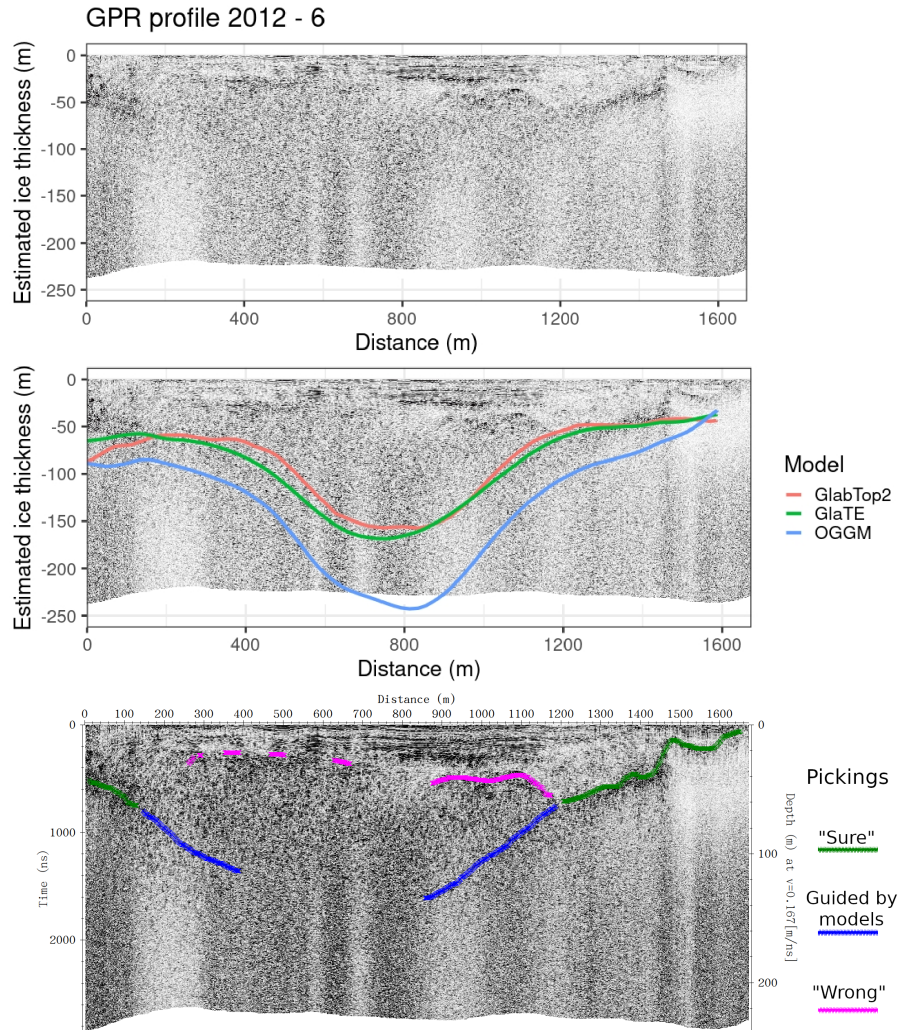 GPR profile 2012 - 6
Estimated ice thickness (m)
0
-50
-100
-150
-200
-250
0 400 800 1200 1600
Distance (m)
Estimated ice thickness (m)
0
-50
-100
-150
-200
-250
0 400 800 1200 1600
Distance (m)
Model
GlabTop2
GlaTE
OGGM
Distance (m)
0 100 200 300 400 500 600 700 800 900 1000 1100 1200 1300 1400 1500 1600
Time (ns)
0
1000
2000
0
100
200
Depth (m) at v=0.167[m/ns]
Pickings
"Sure"
Guided by
models
"Wrong"